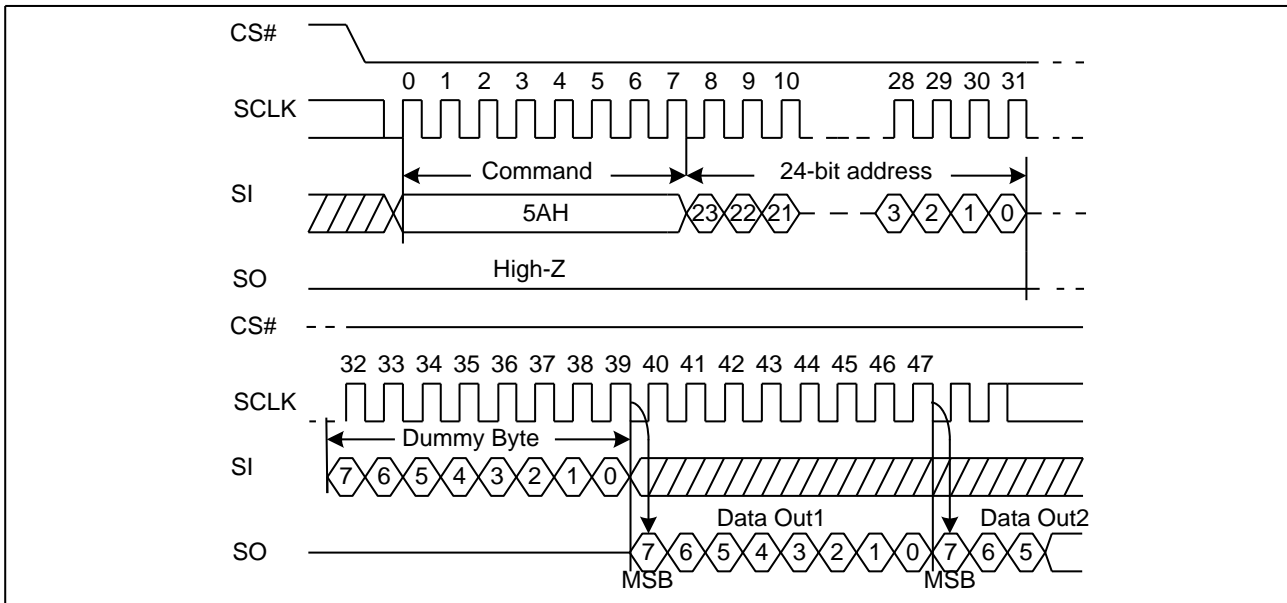 CS#
0 1 2 3 4 5 6 7 8 9 10 28 29 30 31
SCLK
Command 24-bit address
SI
5AH 23 22 21 3 2 1 0
High-Z
SO
CS#
32 33 34 35 36 37 38 39 40 41 42 43 44 45 46 47
SCLK
Dummy Byte
SI
7 6 5 4 3 2 1 0
Data Out1 Data Out2
SO
7 6 5 4 3 2 1 0 7 6 5
MSB MSB